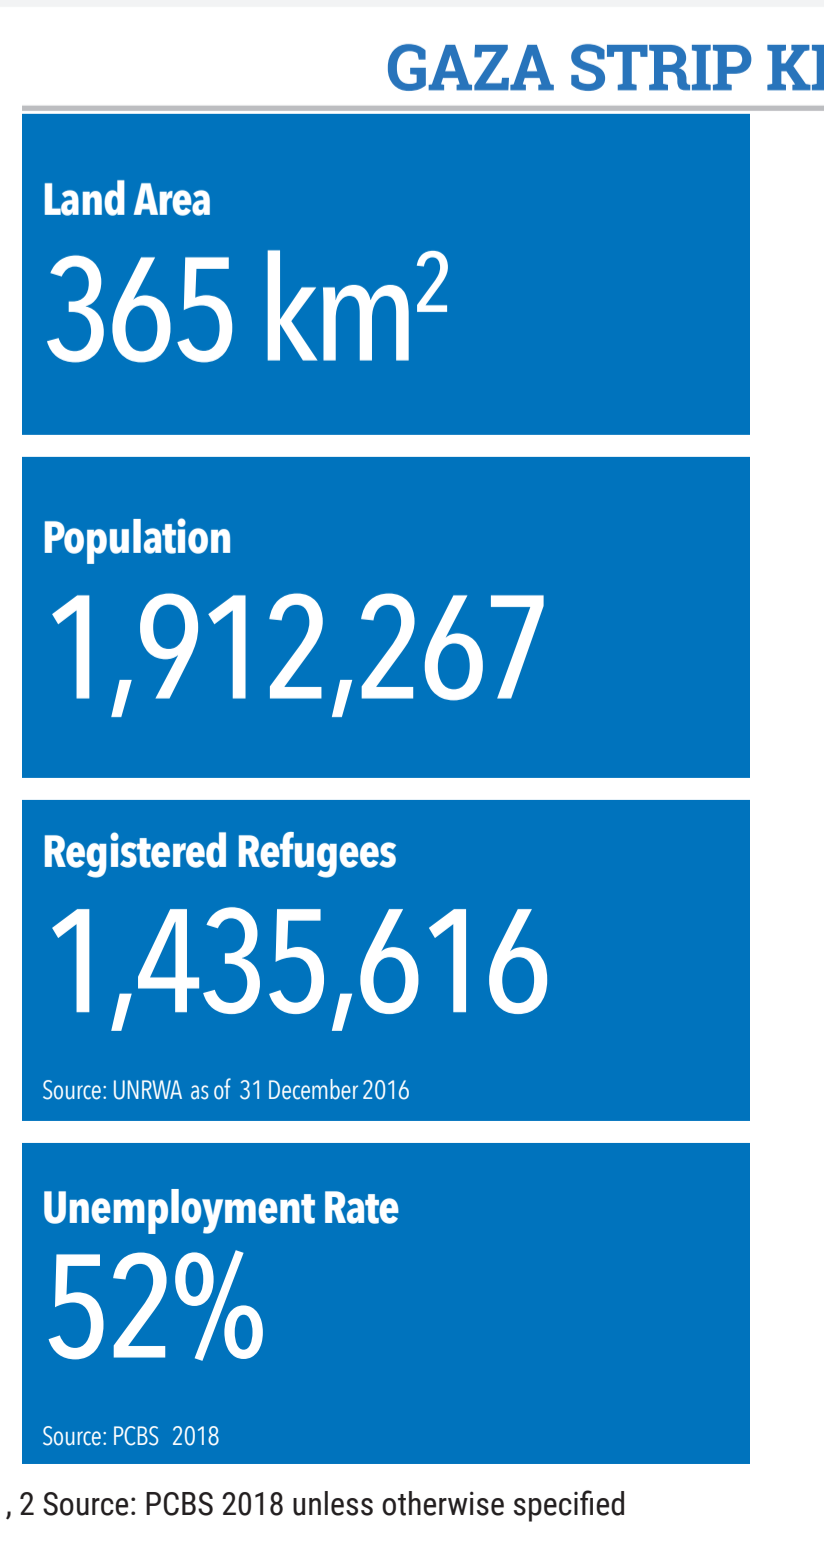 GAZA STRIP
Land Area
365 km²
Population
1,912,267
Registered Refugees
1,435,616
Source: UNRWA as of 31 December 2016
Unemployment Rate
52%
Source: PCBS 2018
, 2 Source: PCBS 2018 unless otherwise specified